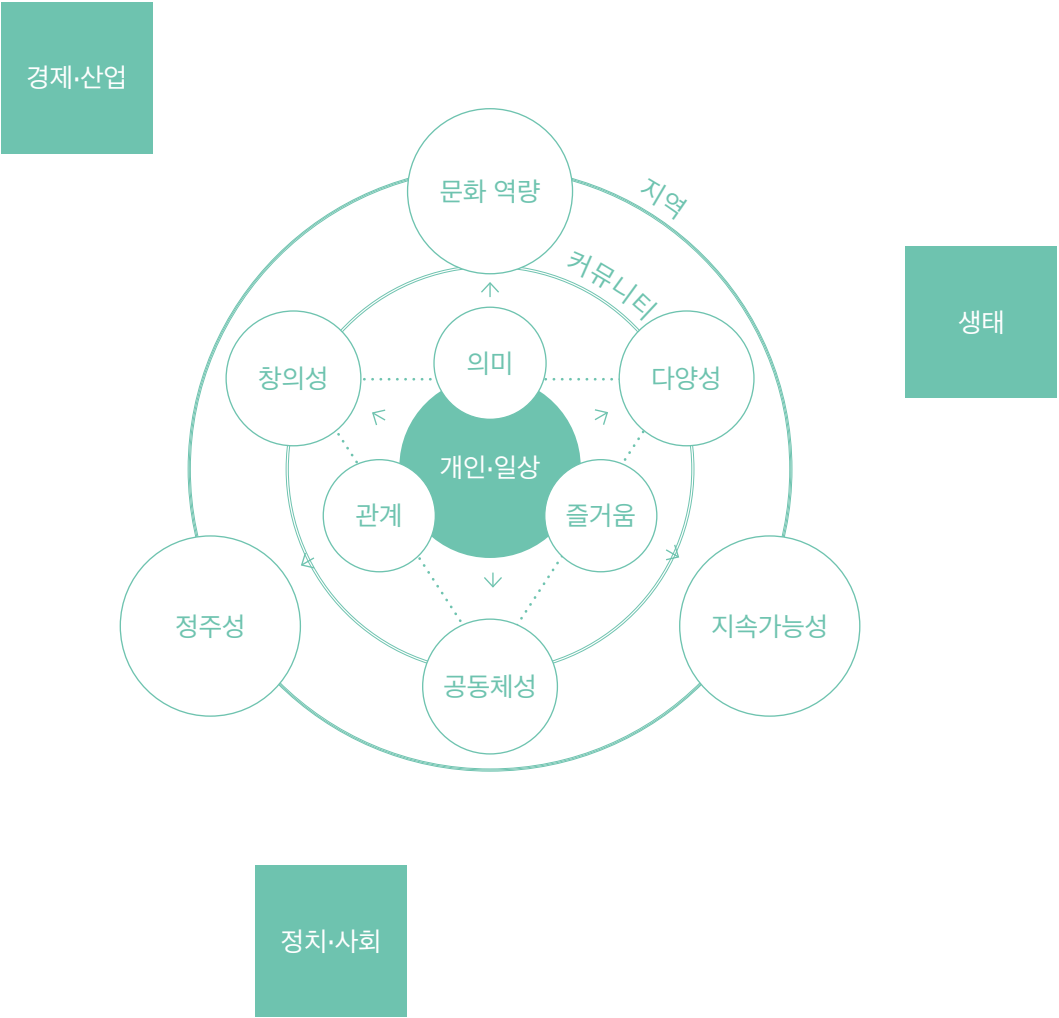 경제·산업
문화 역량
지역
커뮤니티
생태
창의성
의미
다양성
개인·일상
관계
즐거움
정주성
지속가능성
공동체성
정치·사회